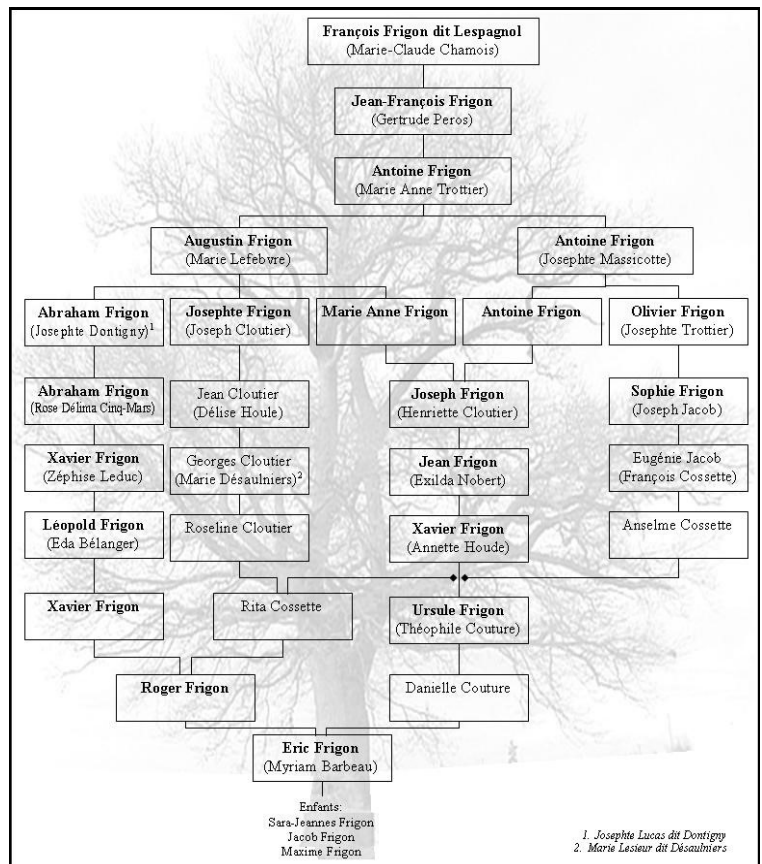 François Frigon dit Lespagnol
(Marie-Claude Chamois)
Jean-François Frigon
(Gertrude Peros)
Antoine Frigon
(Marie Anne Trottier)
Augustin Frigon
(Marie Lefebvre)
Antoine Frigon
(Josephte Massicotte)
Abraham Frigon
(Josephte Dontigny)1
Josephte Frigon
(Joseph Cloutier)
Marie Anne Frigon
Antoine Frigon
Olivier Frigon
(Josephte Trottier)
Abraham Frigon
(Rose Délima Cinq-Mars)
Jean Cloutier
(Délise Houle)
Joseph Frigon
(Henriette Cloutier)
Sophie Frigon
(Joseph Jacob)
Xavier Frigon
(Zéphise Leduc)
Georges Cloutier
(Marie Désaulniers)2
Jean Frigon
(Exilda Nobert)
Eugénie Jacob
(François Cossette)
Léopold Frigon
(Eda Bélanger)
Roseline Cloutier
Xavier Frigon
(Annette Houde)
Anselme Cossette
Xavier Frigon
Rita Cossette
Ursule Frigon
(Théophile Couture)
Roger Frigon
Danielle Couture
Eric Frigon
(Myriam Barbeau)
Enfants:
Sara-Jeannes Frigon
Jacob Frigon
Maxime Frigon
1. Josephte Lucas dit Dontigny
2. Marie Lesieur dit Désaulniers